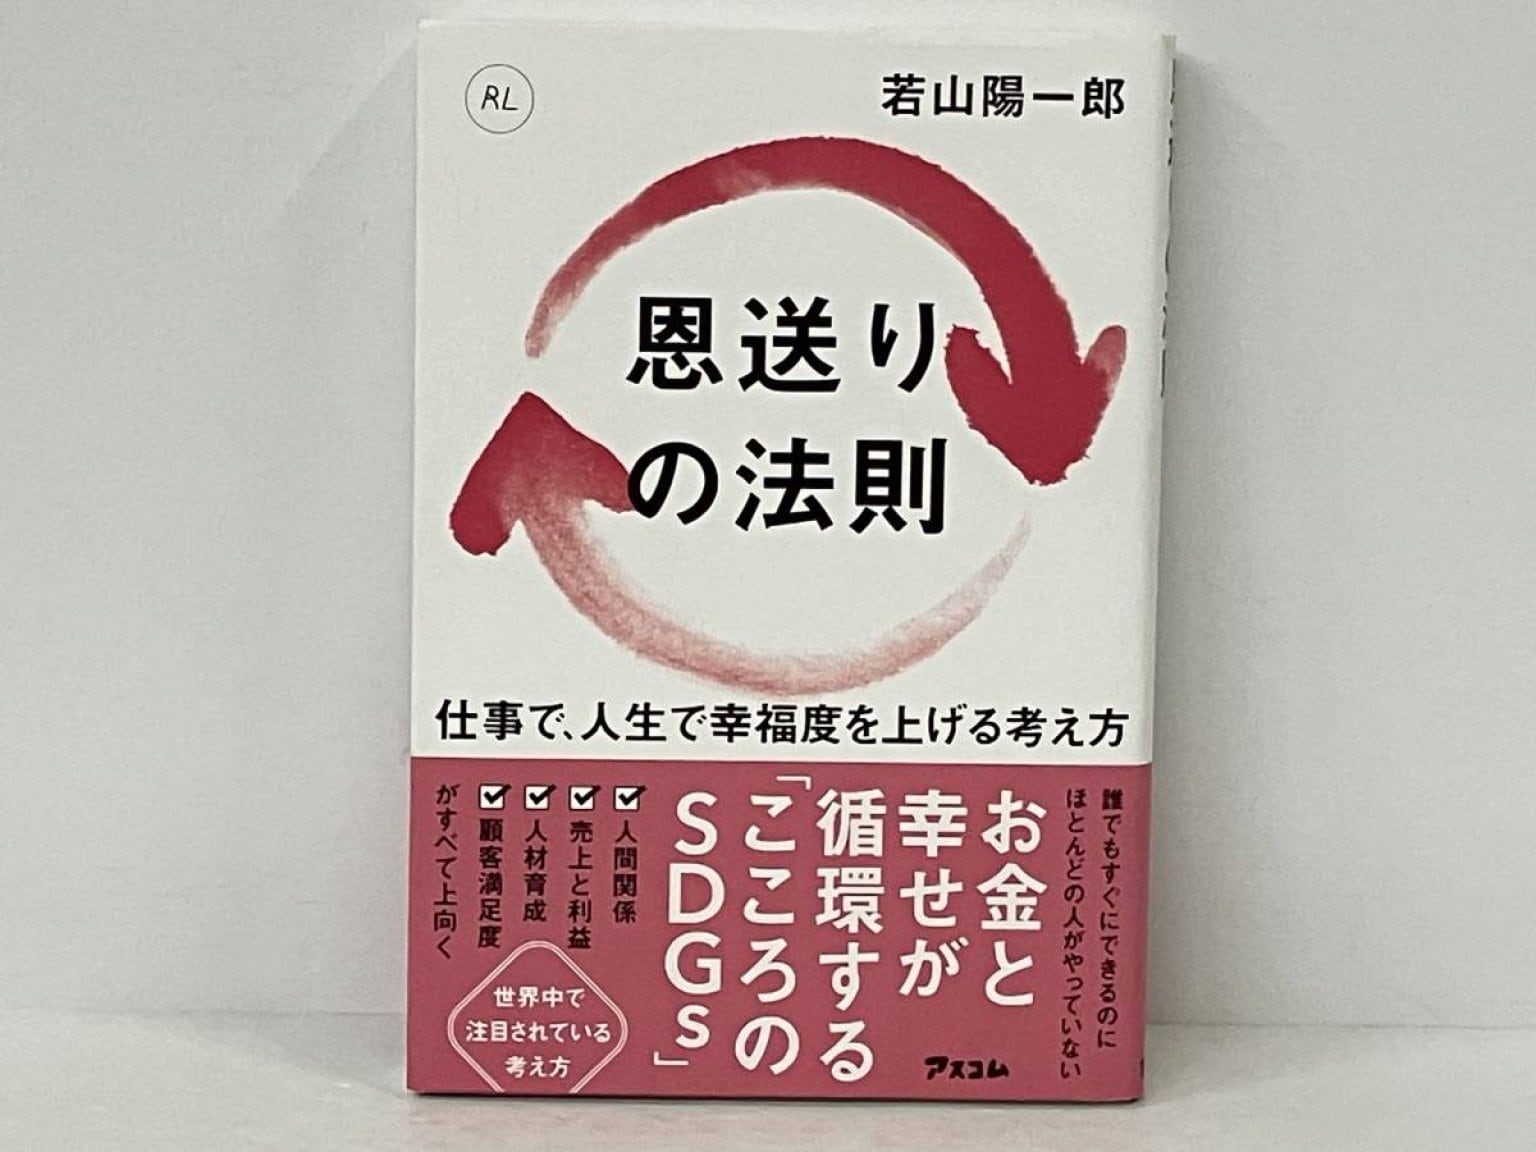 RL
若山陽一郎
恩送り
の法則
仕事で、人生で幸福度を上げる考え方
誰でもすぐにできるのに
ほとんどの人がやっていない
お金と
幸せが
循環する
「こころの
SDGs」
人間関係
売上と利益
人材育成
顧客満足度
がすべて上向く
世界中で
注目されている
考え方
アスコム